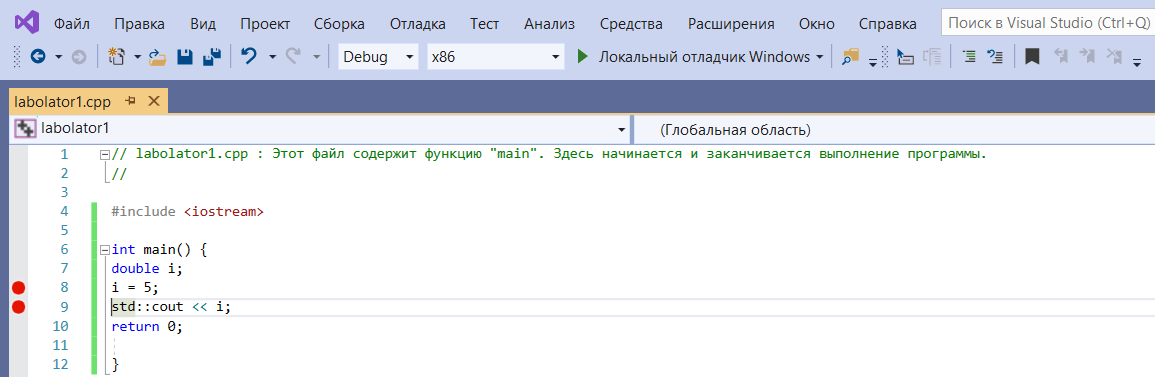 Файл Правка Вид Проект Сборка Отладка Тест Анализ Средства Расширения Окно Справка Поиск в Visual Studio (Ctrl+Q)
Debug x86 Локальный отладчик Windows
labolator1.cpp
labolator1 (Глобальная область)
1 // labolator1.cpp : Этот файл содержит функцию "main". Здесь начинается и заканчивается выполнение программы.
2 //
3
4 #include <iostream>
5
6 int main() {
7 double i;
8 i = 5;
9 std::cout << i;
10 return 0;
11
12 }